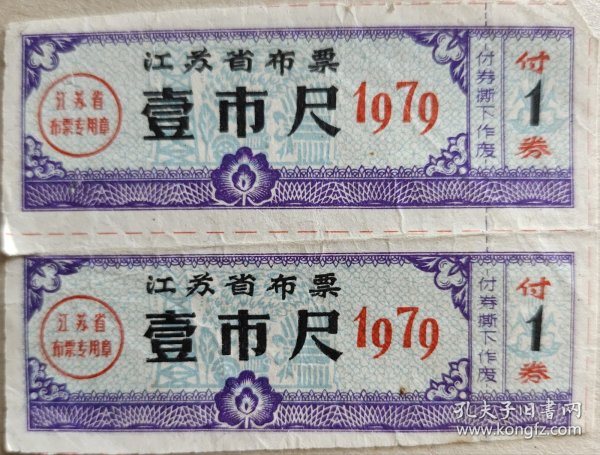 江苏省布票
江苏省
布票专用章
壹市尺
1979
付券撕下作废
付
1
券
江苏省布票
江苏省
布票专用章
壹市尺
1979
付券撕下作废
付
1
券
孔夫子旧书网
www.kongfz.com